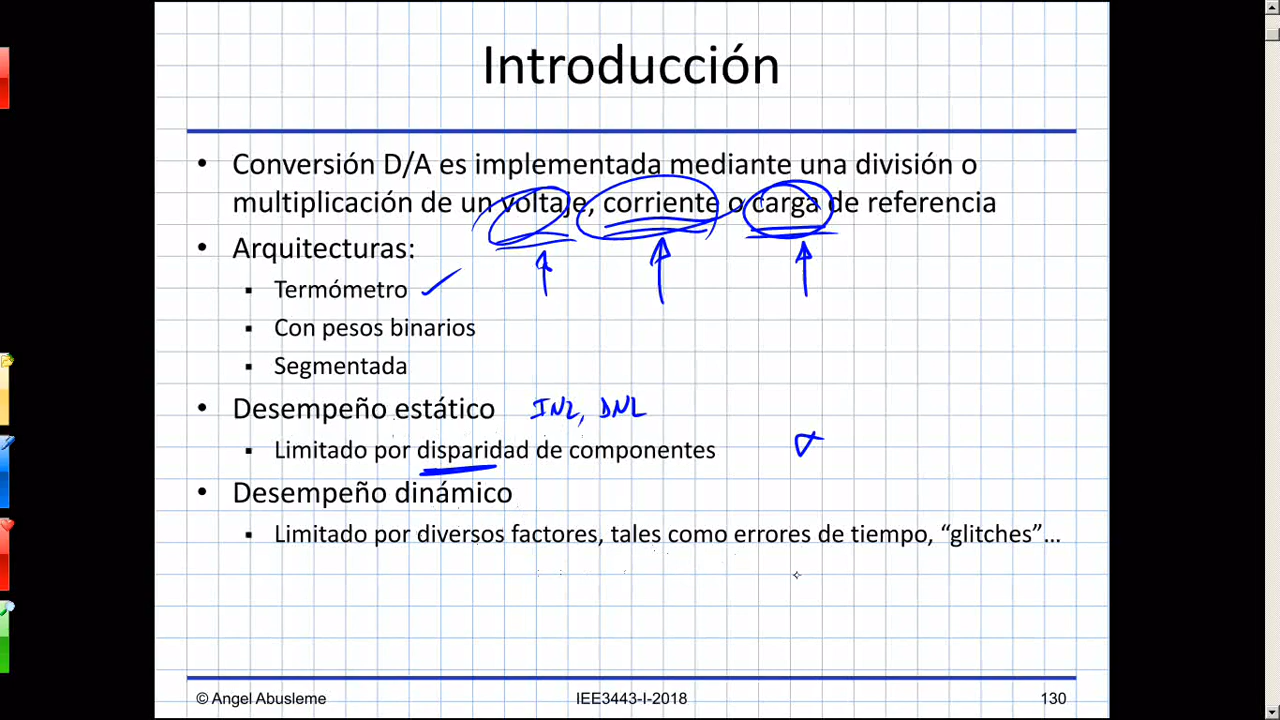 Introducción
• Conversión D/A es implementada mediante una división o
multiplicación de un voltaje, corriente o carga de referencia
• Arquitecturas:
▪ Termómetro
▪ Con pesos binarios
▪ Segmentada
• Desempeño estático INL, DNL
▪ Limitado por disparidad de componentes
• Desempeño dinámico
▪ Limitado por diversos factores, tales como errores de tiempo, “glitches”…
© Angel Abusleme IEE3443-I-2018 130